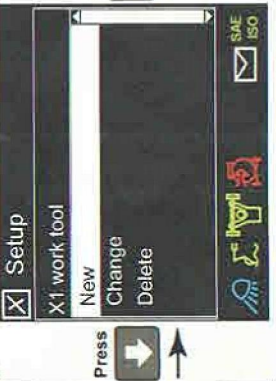 X Setup
X1 work tool
New
Change
Delete
Press
SAE
ISO